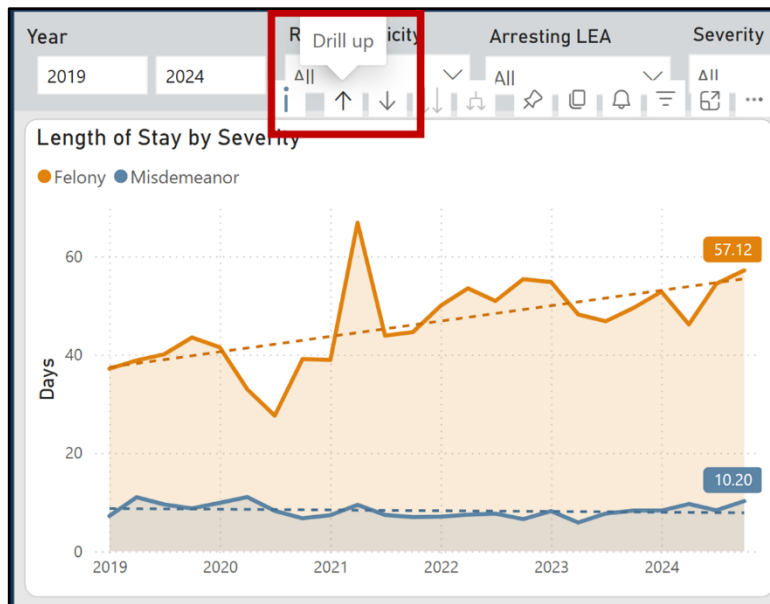 Year
Drill up
Arresting LEA
Severity
2019
2024
All
All
All
Length of Stay by Severity
Felony
Misdemeanor
57.12
60
40
Days
20
10.20
0
2019
2020
2021
2022
2023
2024